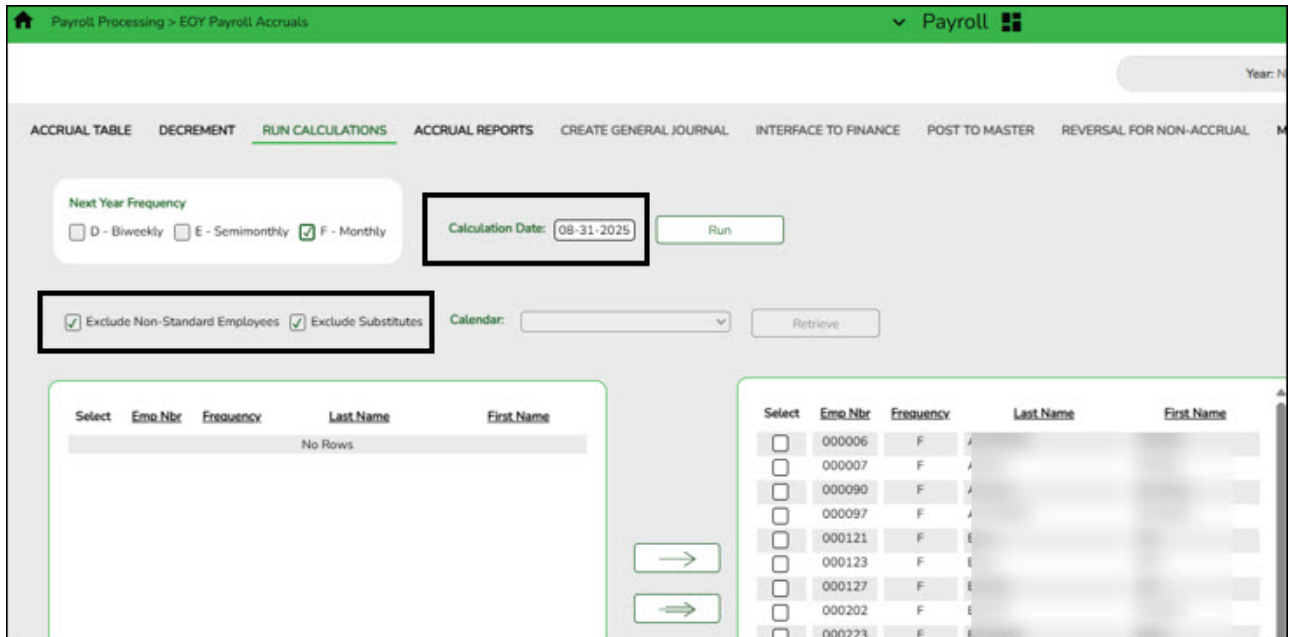 Payroll Processing > EOY Payroll Accruals
Payroll
Year: N
ACCRUAL TABLE DECREMENT RUN CALCULATIONS ACCRUAL REPORTS CREATE GENERAL JOURNAL INTERFACE TO FINANCE POST TO MASTER REVERSAL FOR NON-ACCRUAL M
Next Year Frequency
D - Biweekly E - Semimonthly F - Monthly
Calculation Date: 08-31-2025 Run
Exclude Non-Standard Employees Exclude Substitutes Calendar: Retrieve
Select Emp Nbr Frequency Last Name First Name
No Rows
Select Emp Nbr Frequency Last Name First Name
000006 F
000007 F
000090 F
000097 F
000121 F
000123 F
000127 F
000202 F
000223 F